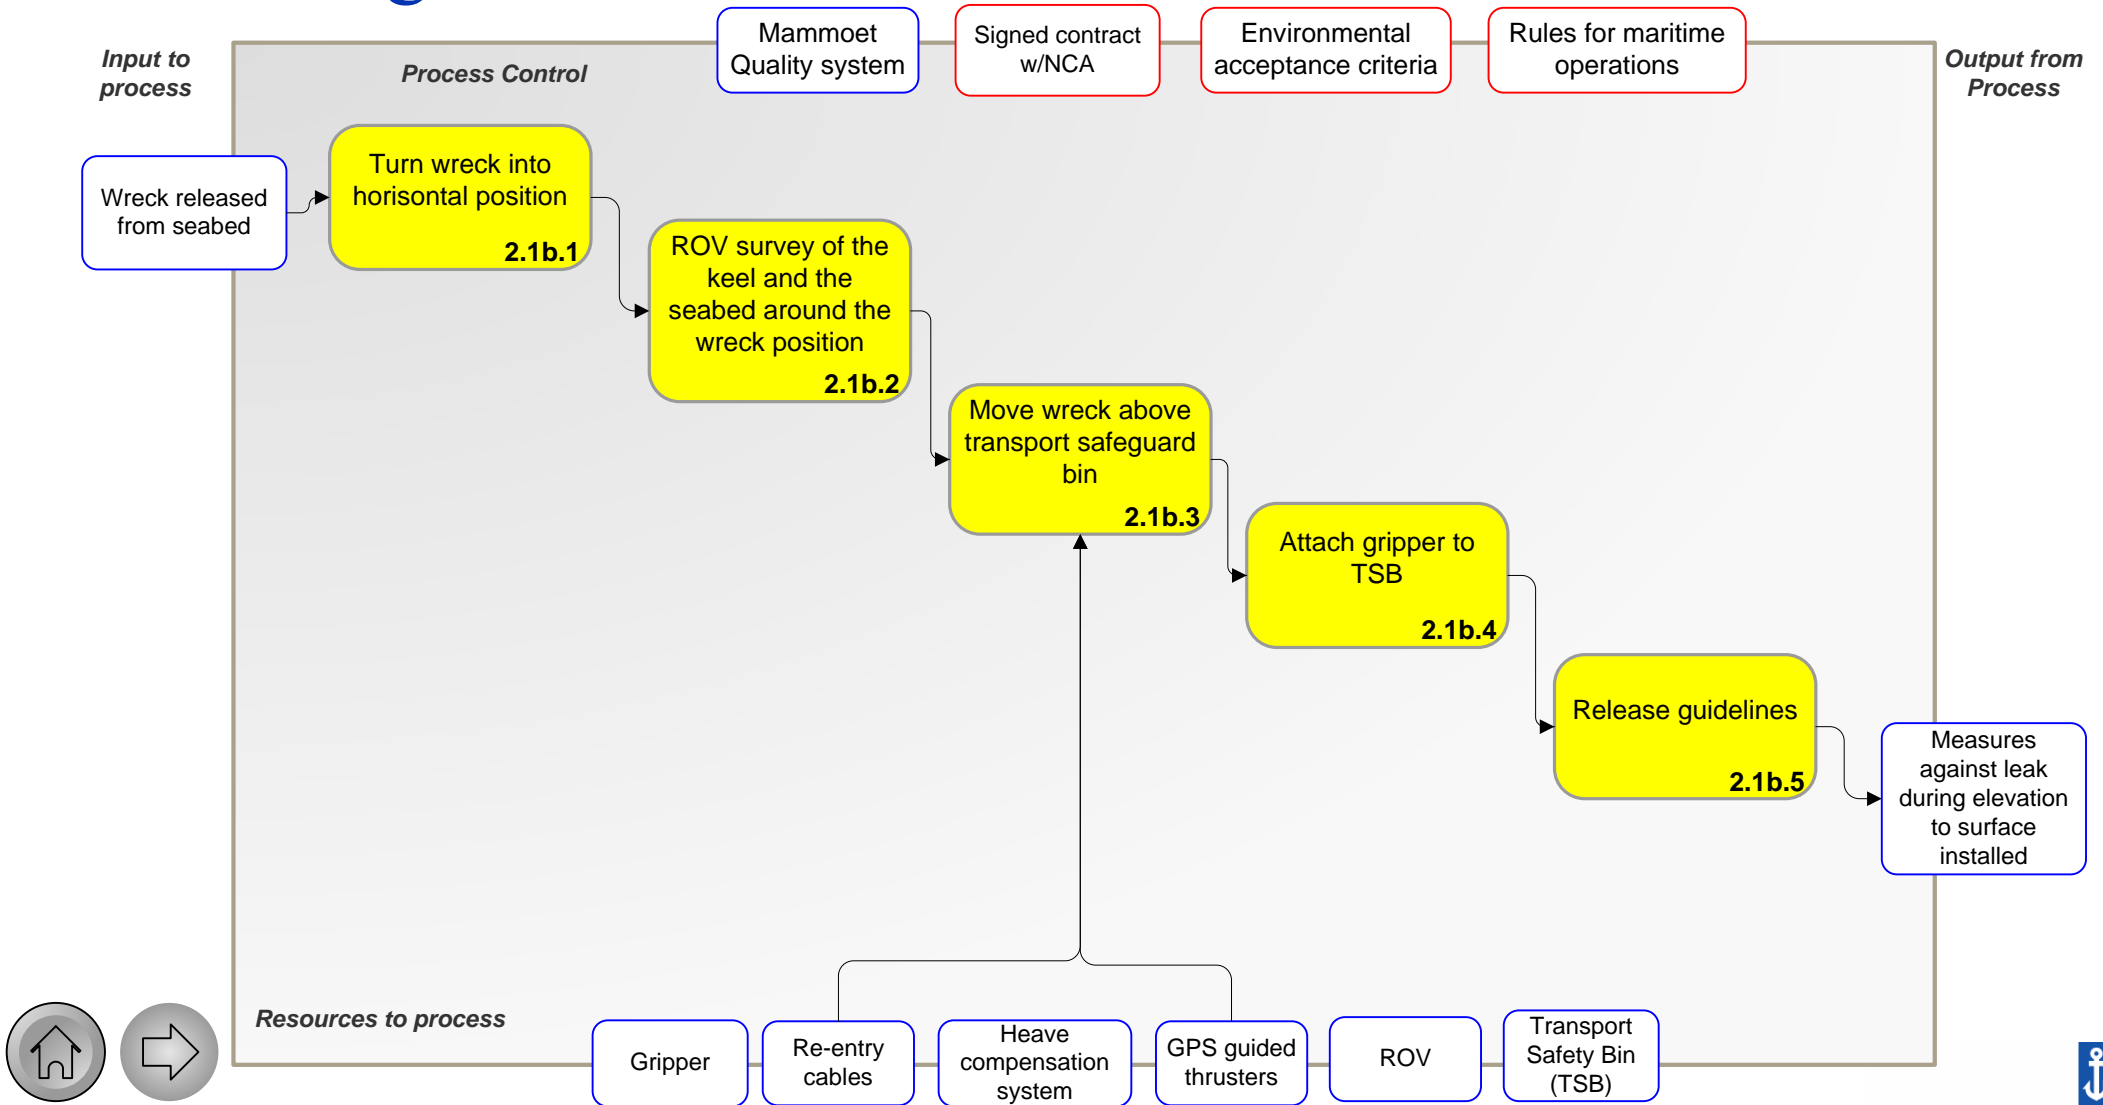 Mammoet
Quality system
Signed contract
w/NCA
Environmental
acceptance criteria
Rules for maritime
operations
Input to
process
Process Control
Output from
Process
Wreck released
from seabed
Turn wreck into
horisontal position
2.1b.1
ROV survey of the
keel and the
seabed around the
wreck position
2.1b.2
Move wreck above
transport safeguard
bin
2.1b.3
Attach gripper to
TSB
2.1b.4
Release guidelines
2.1b.5
Measures
against leak
during elevation
to surface
installed
Resources to process
Gripper
Re-entry
cables
Heave
compensation
system
GPS guided
thrusters
ROV
Transport
Safety Bin
(TSB)